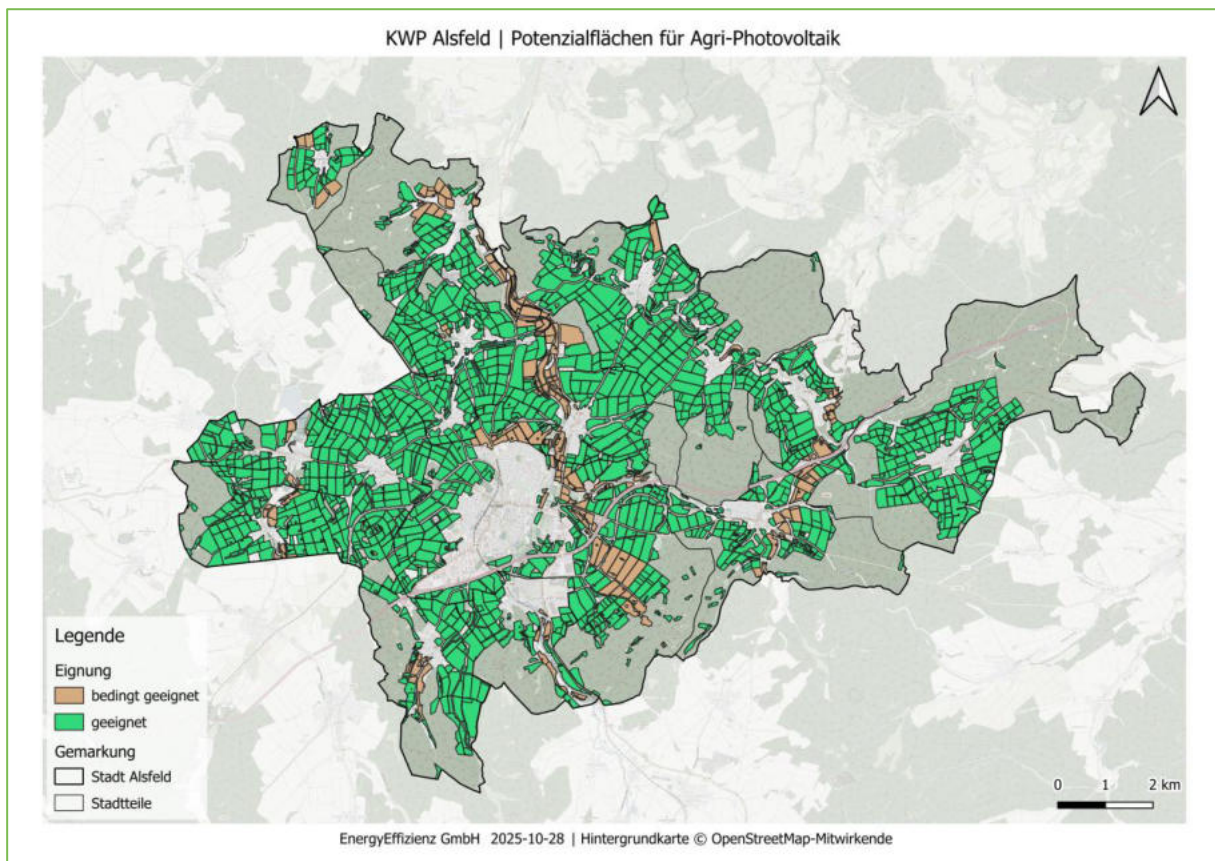 KWP Alsfeld | Potenzialflächen für Agri-Photovoltaik
Legende
Eignung
bedingt geeignet
geeignet
Gemarkung
Stadt Alsfeld
Stadtteile
0 1 2 km
EnergyEffizienz GmbH 2025-10-28 | Hintergrundkarte © OpenStreetMap-Mitwirkende